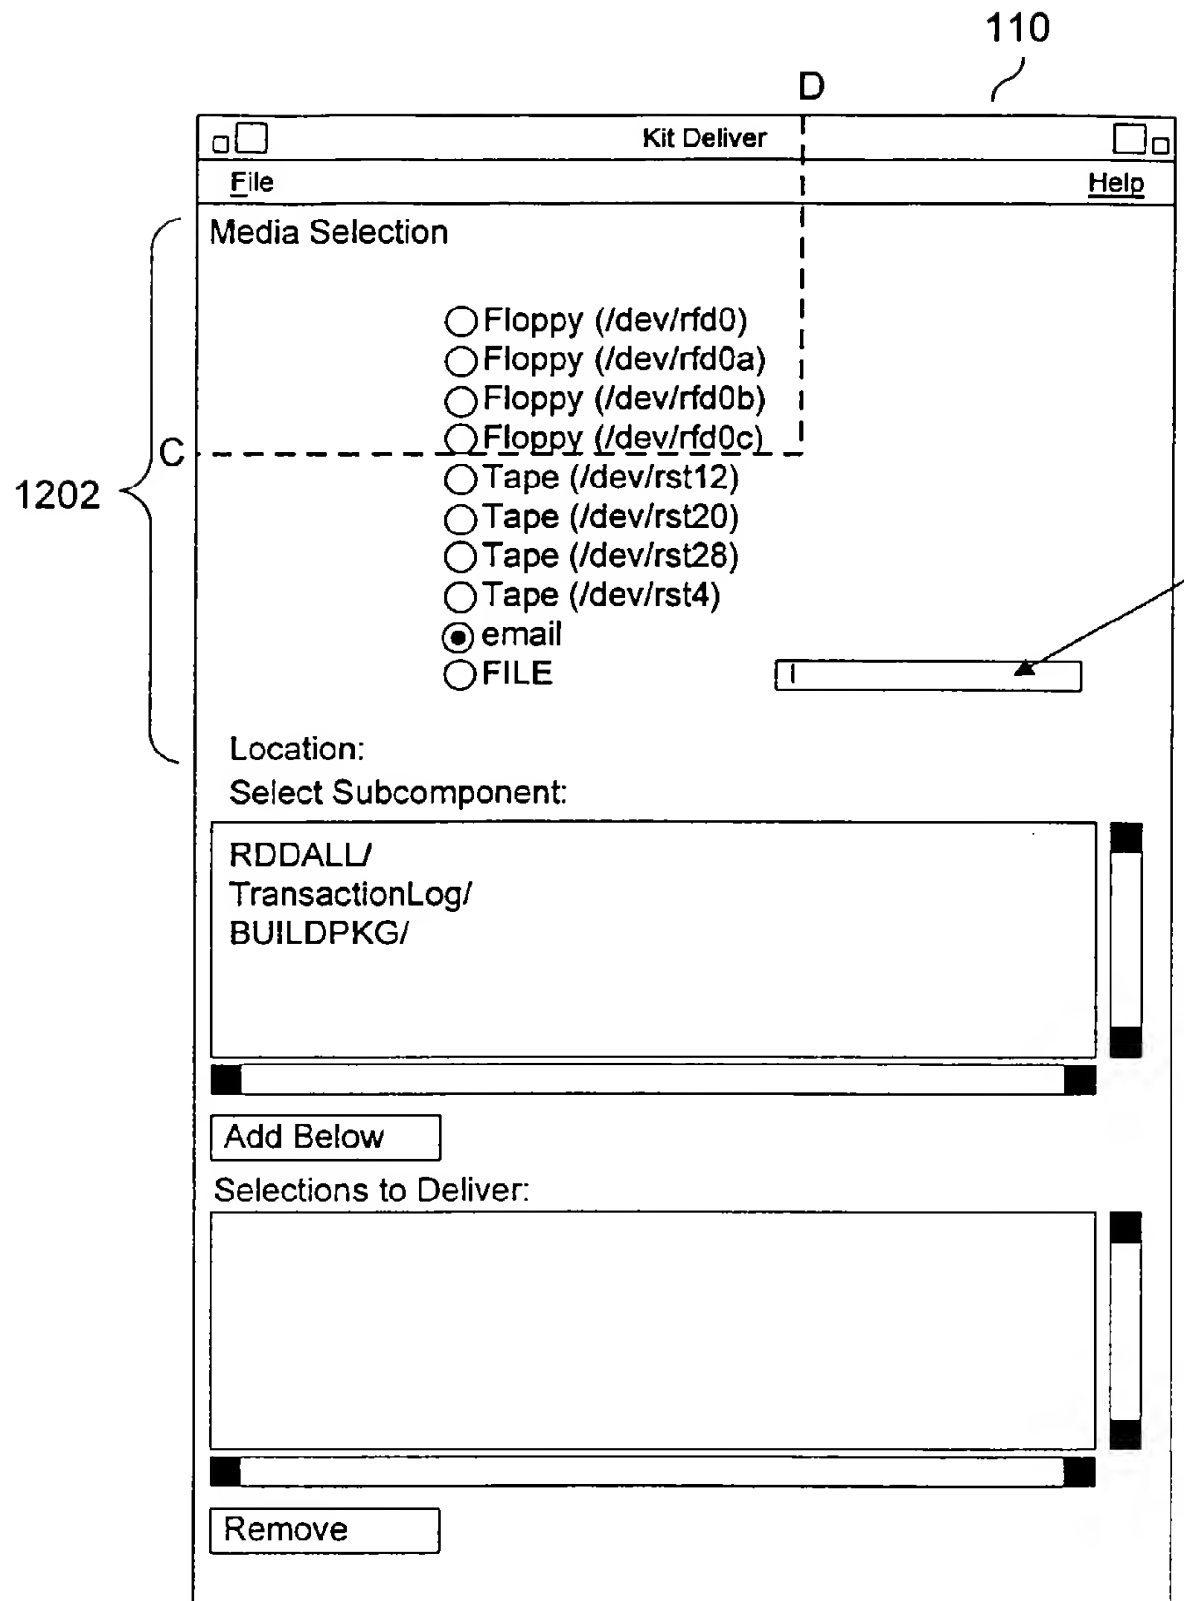 110
D
Kit Deliver
File Help
Media Selection
Floppy (/dev/rfd0)
Floppy (/dev/rfd0a)
Floppy (/dev/rfd0b)
Floppy (/dev/rfd0c)
C
Tape (/dev/rst12)
1202
Tape (/dev/rst20)
Tape (/dev/rst28)
Tape (/dev/rst4)
email
FILE
Location:
Select Subcomponent:
RDDALL/
TransactionLog/
BUILDPKG/
Add Below
Selections to Deliver:
Remove